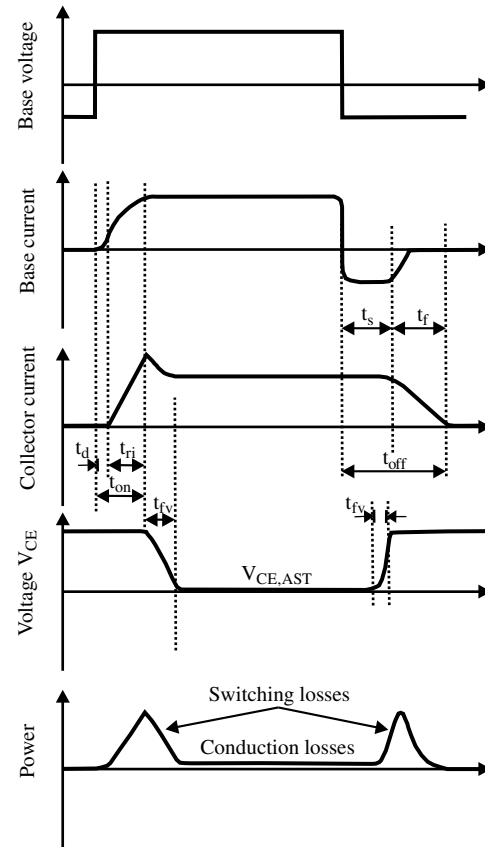 Base voltage
Base current
t_s
t_f
Collector current
t_d
t_ri
t_on
t_off
t_fv
t_fv
Voltage V_CE
V_CE,AST
Power
Switching losses
Conduction losses